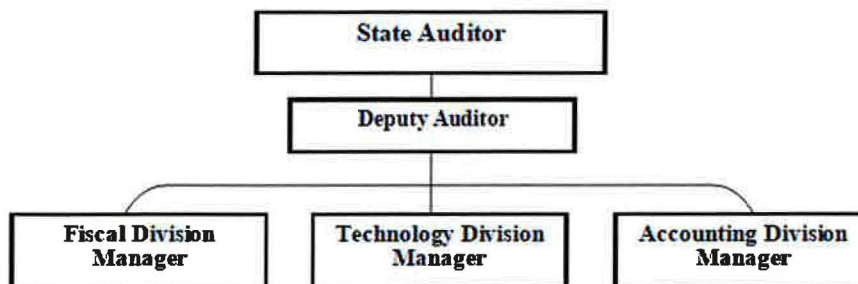 State Auditor
Deputy Auditor
Fiscal Division
Manager
Technology Division
Manager
Accounting Division
Manager